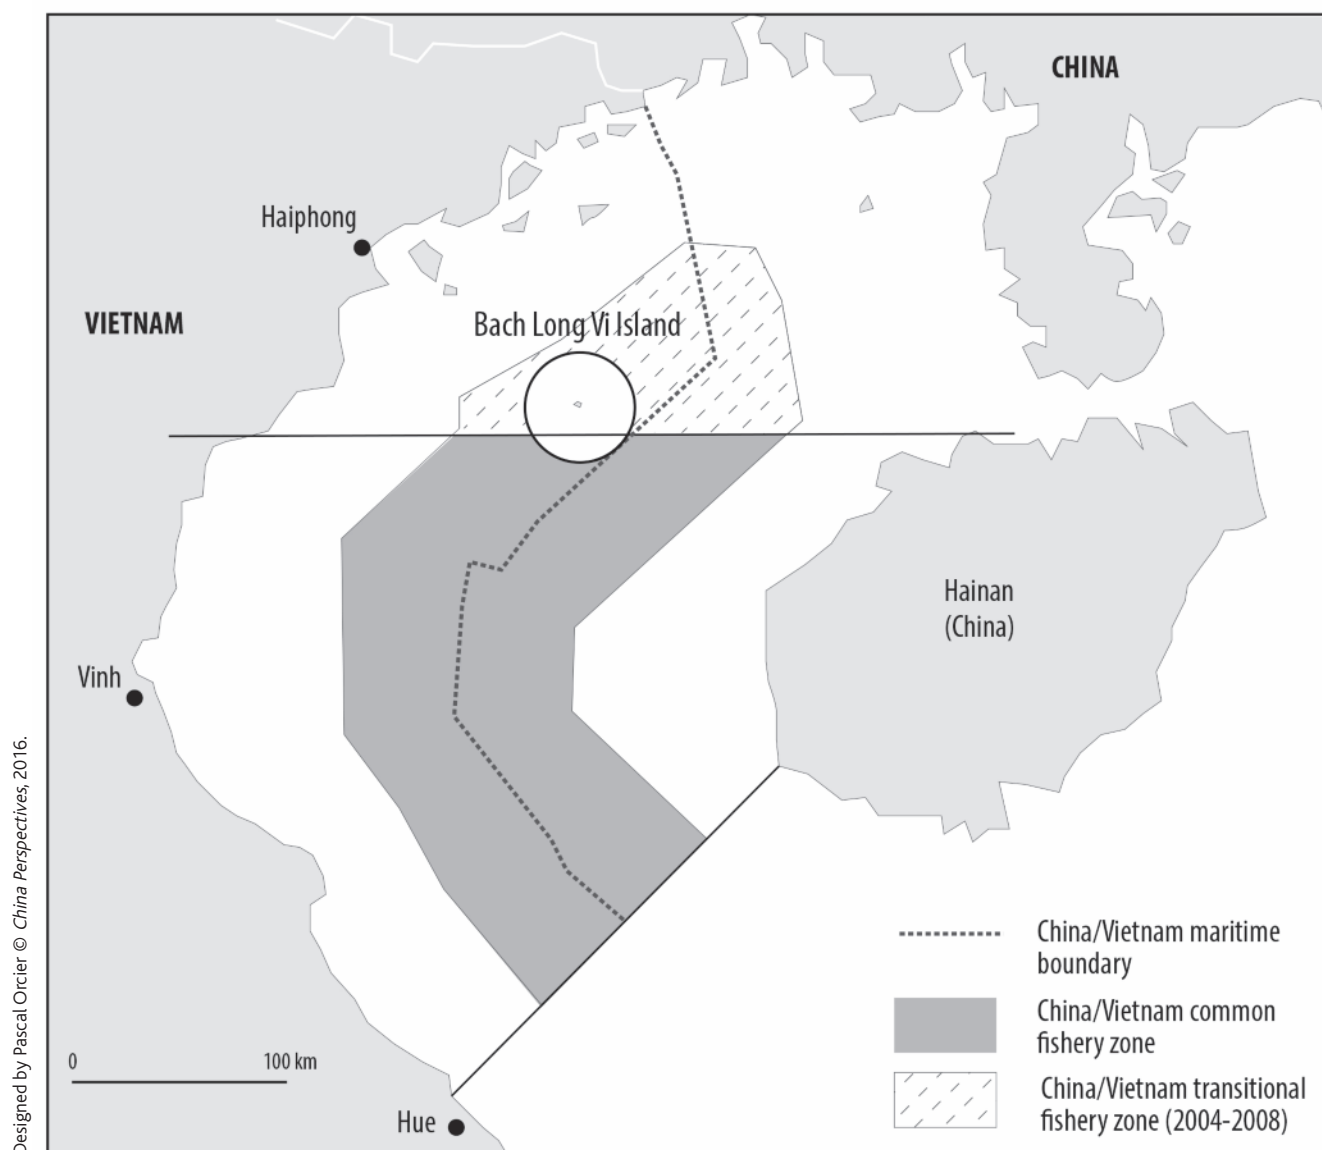 CHINA
Haiphong
VIETNAM
Bach Long Vi Island
Hainan
(China)
Vinh
Hue
0 100 km
China/Vietnam maritime
boundary
China/Vietnam common
fishery zone
China/Vietnam transitional
fishery zone (2004-2008)
Designed by Pascal Orcier © China Perspectives, 2016.